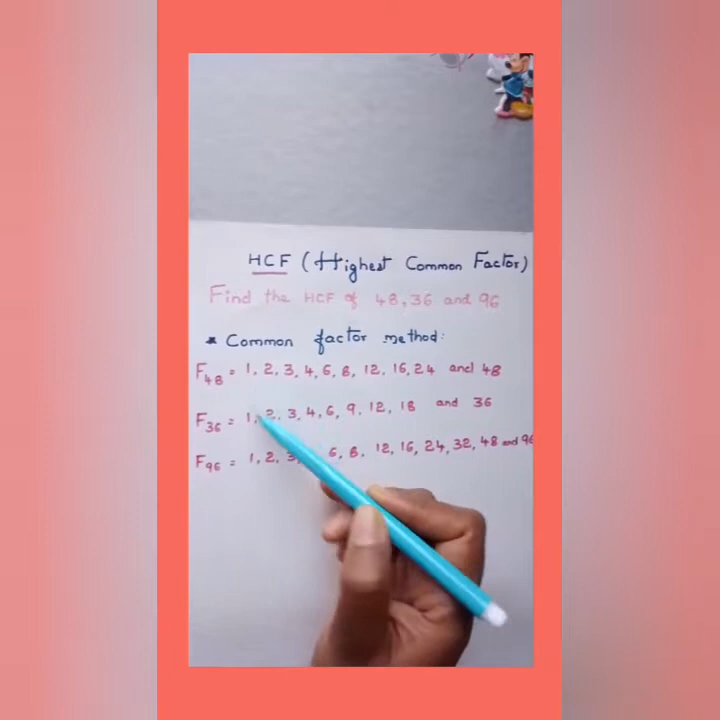 HCF (Highest Common Factor)
Find the HCF of 48, 36 and 96
* Common factor method:
F48 = 1, 2, 3, 4, 6, 8, 12, 16, 24 and 48
F36 = 1, 2, 3, 4, 6, 9, 12, 18 and 36
F96 = 1, 2, 3, 6, 8, 12, 16, 24, 32, 48 and 96